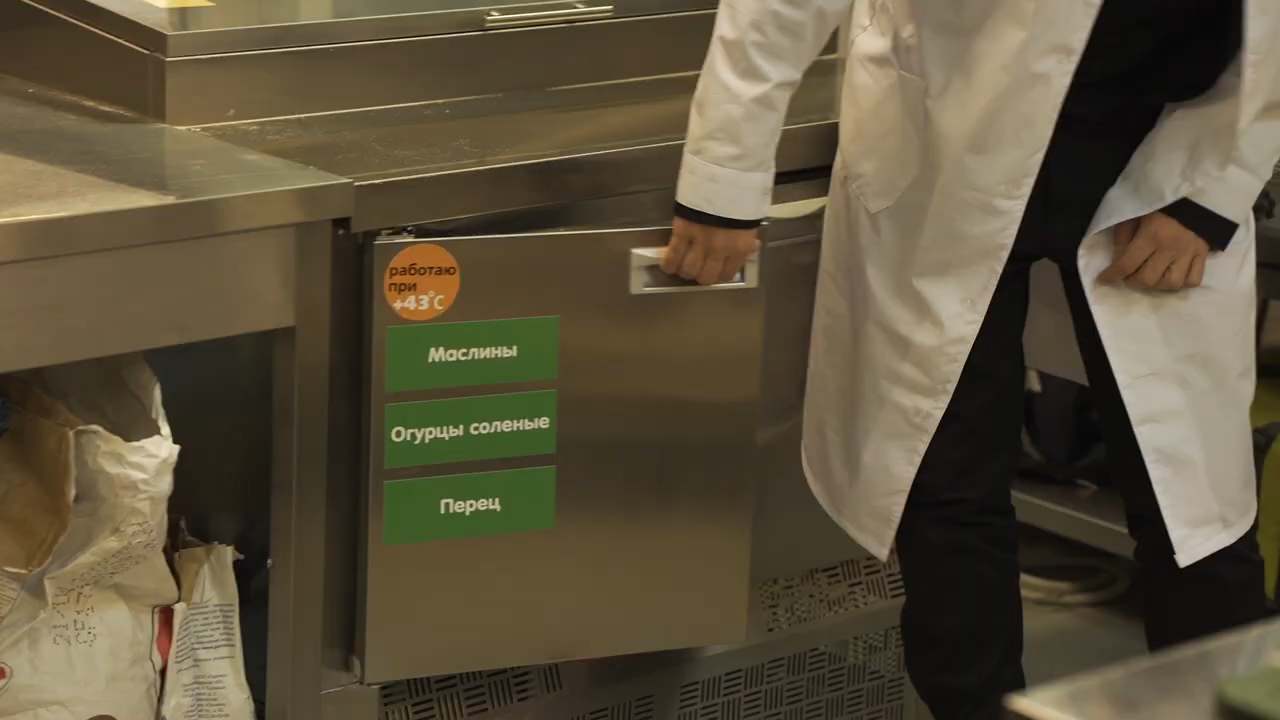 работаю
при
+43°C
Маслины
Огурцы соленые
Перец